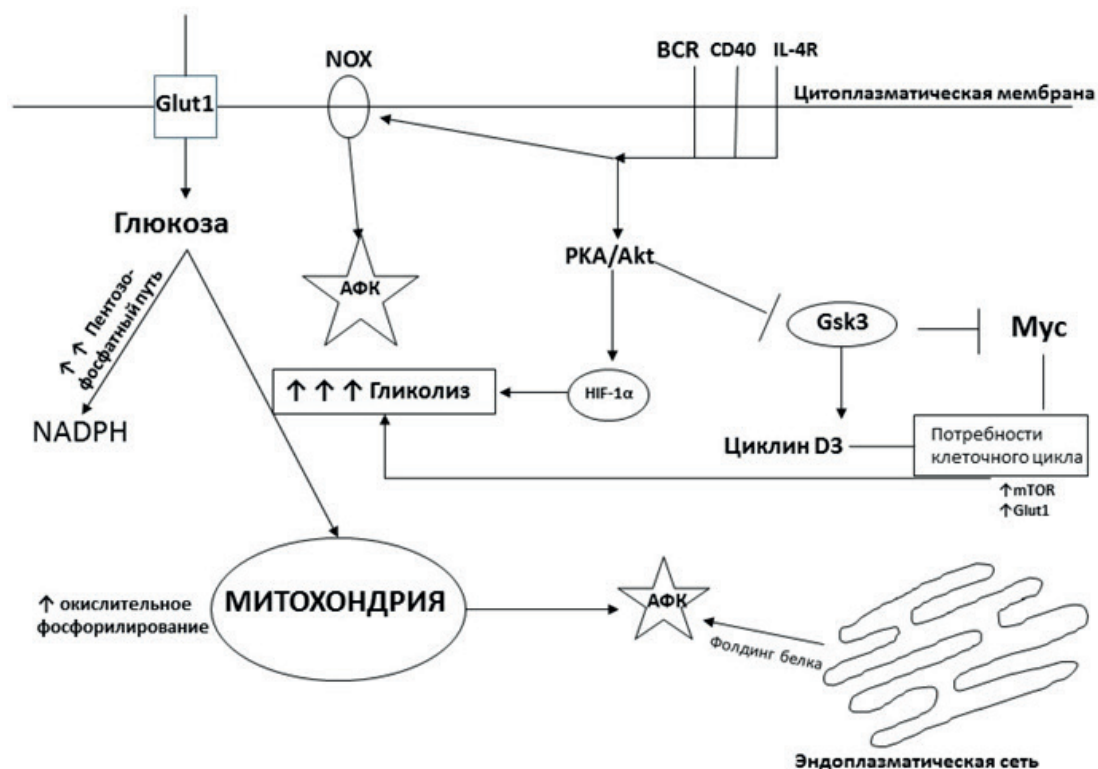 NOX
BCR CD40 IL-4R
Glut1
Цитоплазматическая мембрана
Глюкоза
PKA/Akt
АФК
↑ ↑ Пентозо-
фосфатный путь
Gsk3
Myc
↑ ↑ ↑ Гликолиз
HIF-1α
NADPH
Циклин D3
Потребности
клеточного цикла
↑mTOR
↑Glut1
↑ окислительное
фосфорилирование
МИТОХОНДРИЯ
АФК
Фолдинг белка
Эндоплазматическая сеть